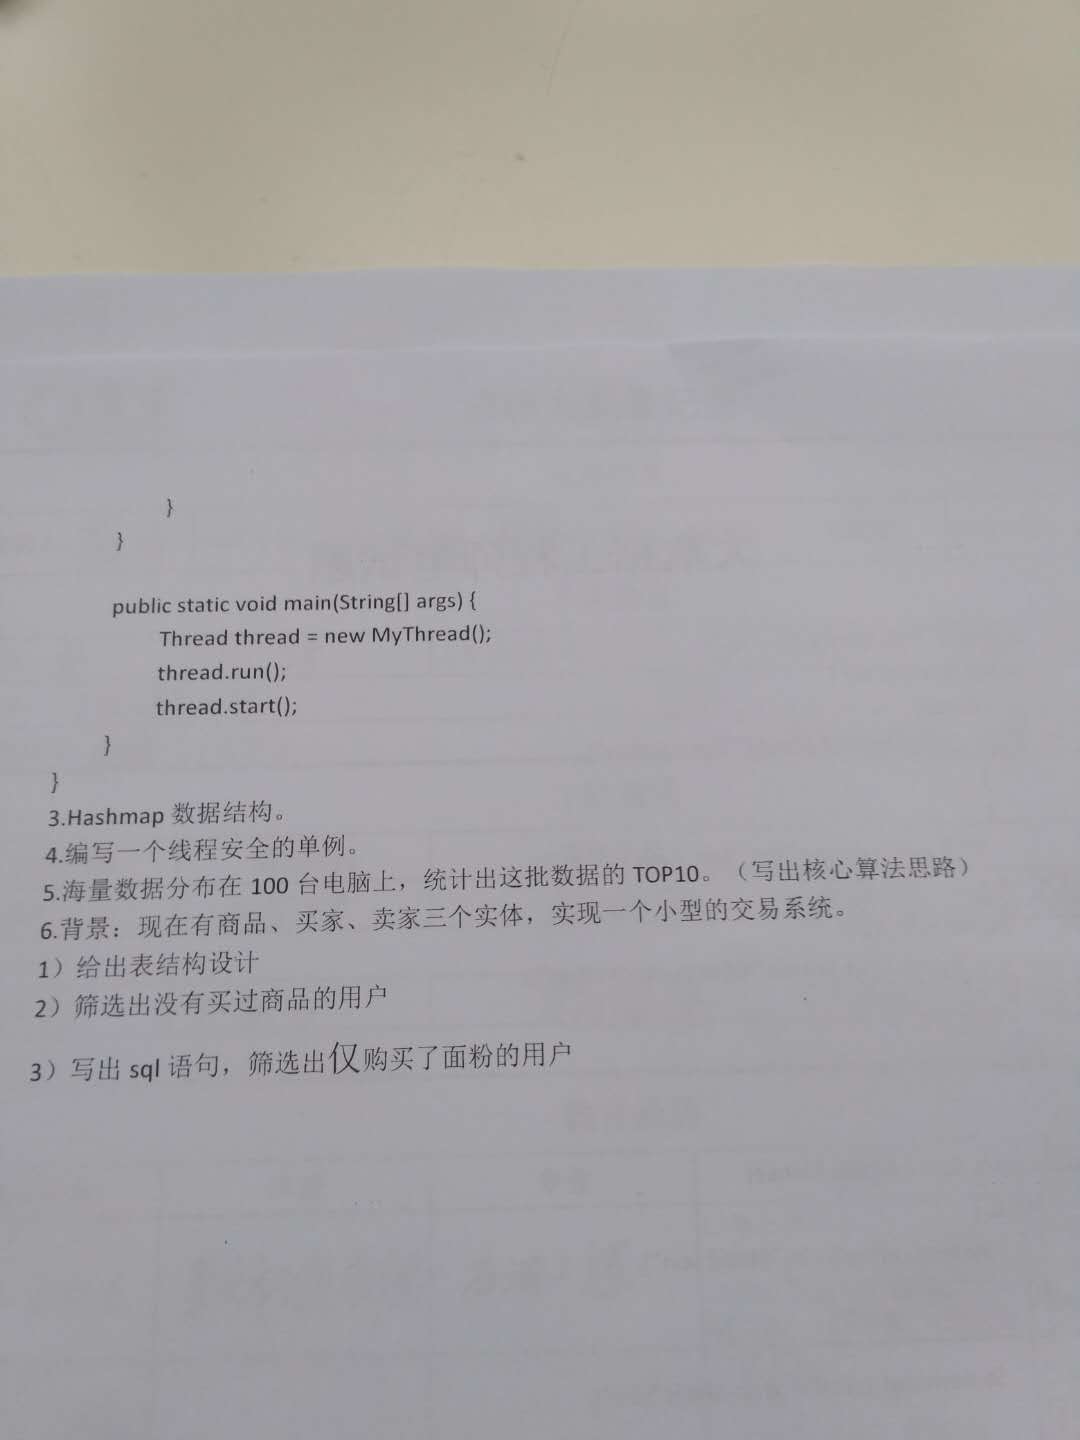 }
}
public static void main(String[] args) {
Thread thread = new MyThread();
thread.run();
thread.start();
}
}
3.Hashmap 数据结构。
4.编写一个线程安全的单例。
5.海量数据分布在 100 台电脑上，统计出这批数据的 TOP10。（写出核心算法思路）
6.背景：现在有商品、买家、卖家三个实体，实现一个小型的交易系统。
1）给出表结构设计
2）筛选出没有买过商品的用户
3）写出 sql 语句，筛选出仅购买了面粉的用户